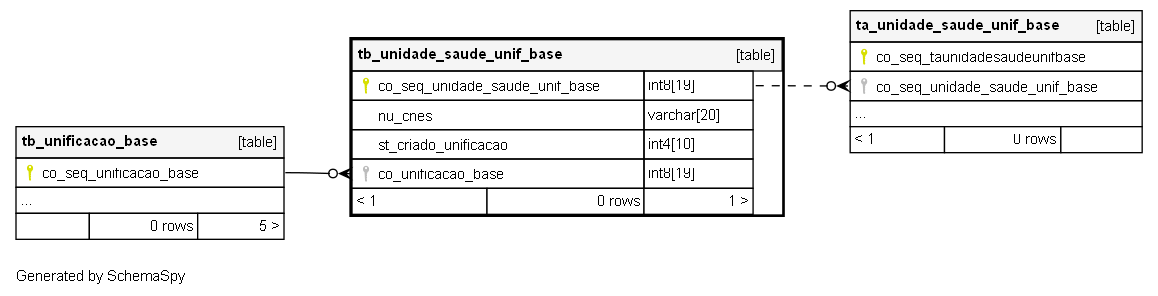 tb_unificacao_base [table]
co_seq_unificacao_base
...
0 rows 5 >
tb_unidade_saude_unif_base [table]
co_seq_unidade_saude_unif_base int8[19]
nu_cnes varchar[20]
st_criado_unificacao int4[10]
co_unificacao_base int8[19]
< 1 0 rows 1 >
ta_unidade_saude_unif_base [table]
co_seq_taunidadesaudeunifbase
co_seq_unidade_saude_unif_base
...
< 1 0 rows
Generated by SchemaSpy